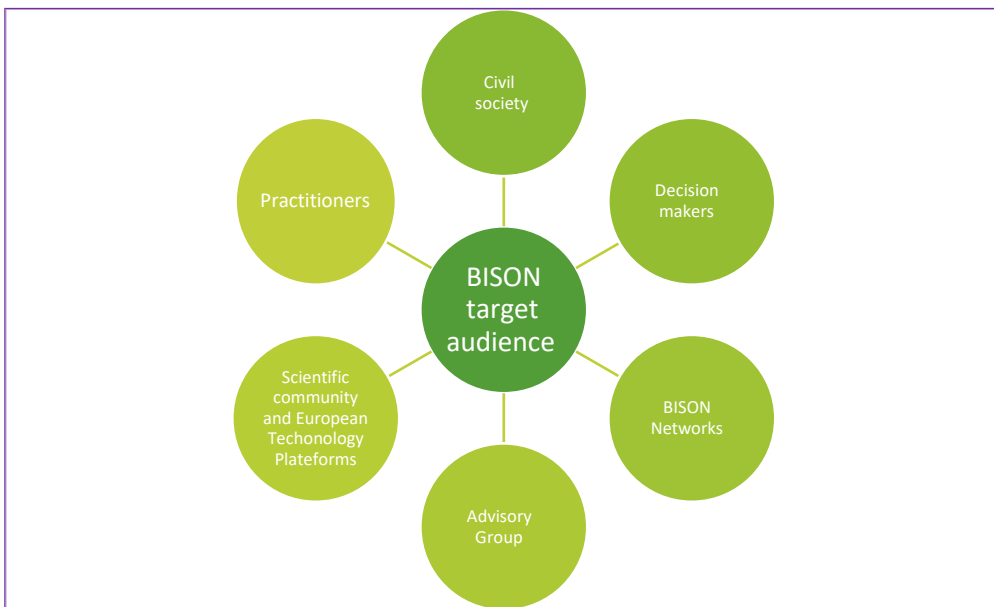 Civil
society
Practitioners
Decision
makers
BISON
target
audience
Scientific
community
and European
Techonology
Plateforms
BISON
Networks
Advisory
Group